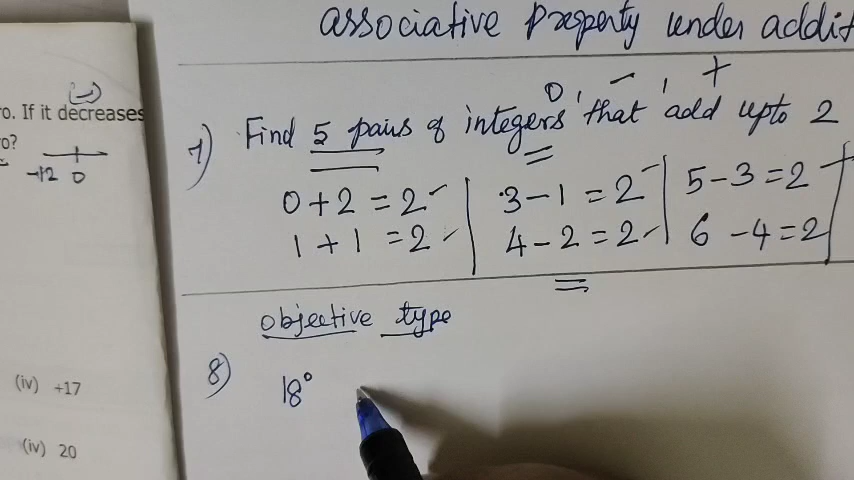 associative property under addit
o. If it decreases
(-)
o?
-12 0
0, -, +
7) Find 5 pairs of integers that add upto 2
0+2=2 | 3-1=2 | 5-3=2
1+1=2 | 4-2=2 | 6-4=2
objective type
8) 18°
(iv) +17
(iv) 20